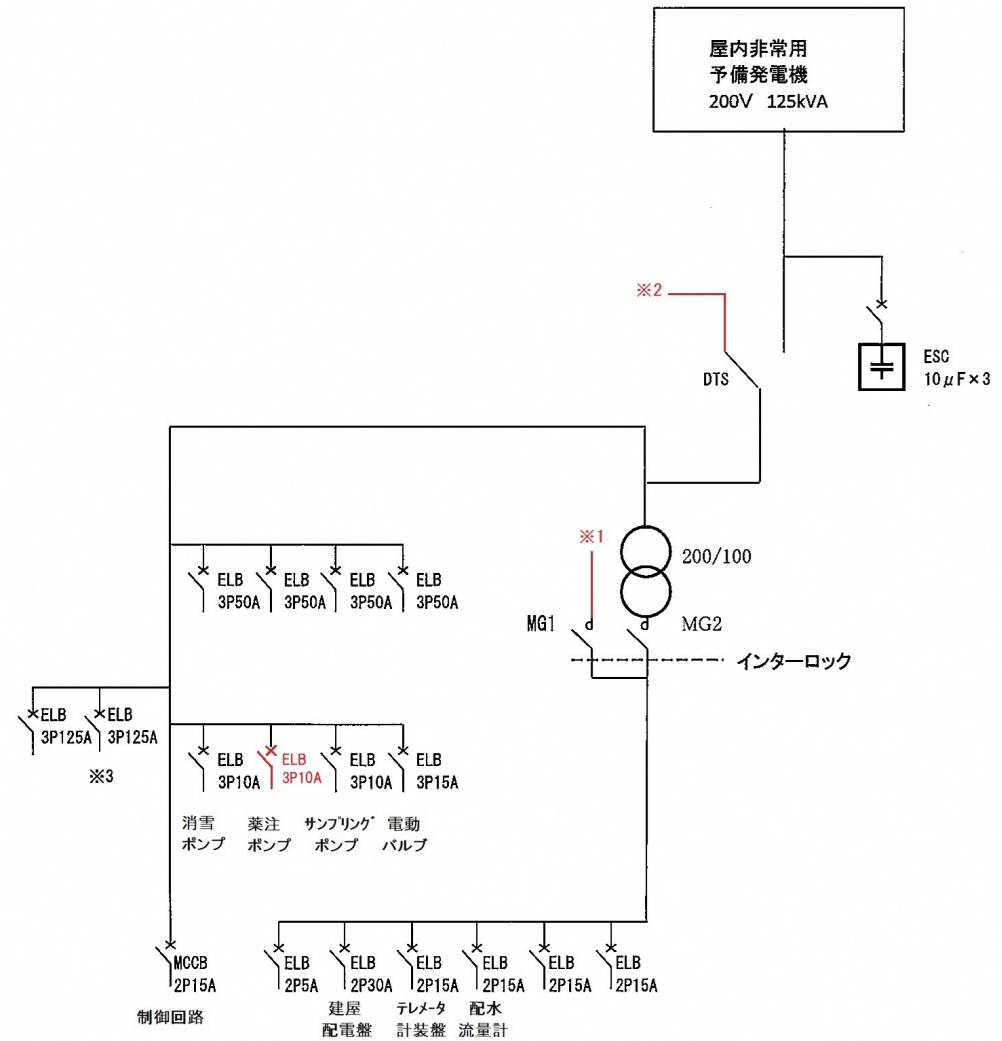 屋内非常用
予備発電機
200V 125kVA
※2
DTS
ESC
10μF×3
※1
200/100
ELB
3P50A
ELB
3P50A
ELB
3P50A
ELB
3P50A
MG1
MG2
インターロック
ELB
3P125A
ELB
3P125A
※3
ELB
3P10A
ELB
3P10A
ELB
3P10A
ELB
3P15A
消雪
ポンプ
薬注
ポンプ
サンプリング
ポンプ
電動
バルブ
MCCB
2P15A
制御回路
ELB
2P5A
ELB
2P30A
ELB
2P15A
ELB
2P15A
ELB
2P15A
ELB
2P15A
建屋
配電盤
テレメータ
計装盤
配水
流量計